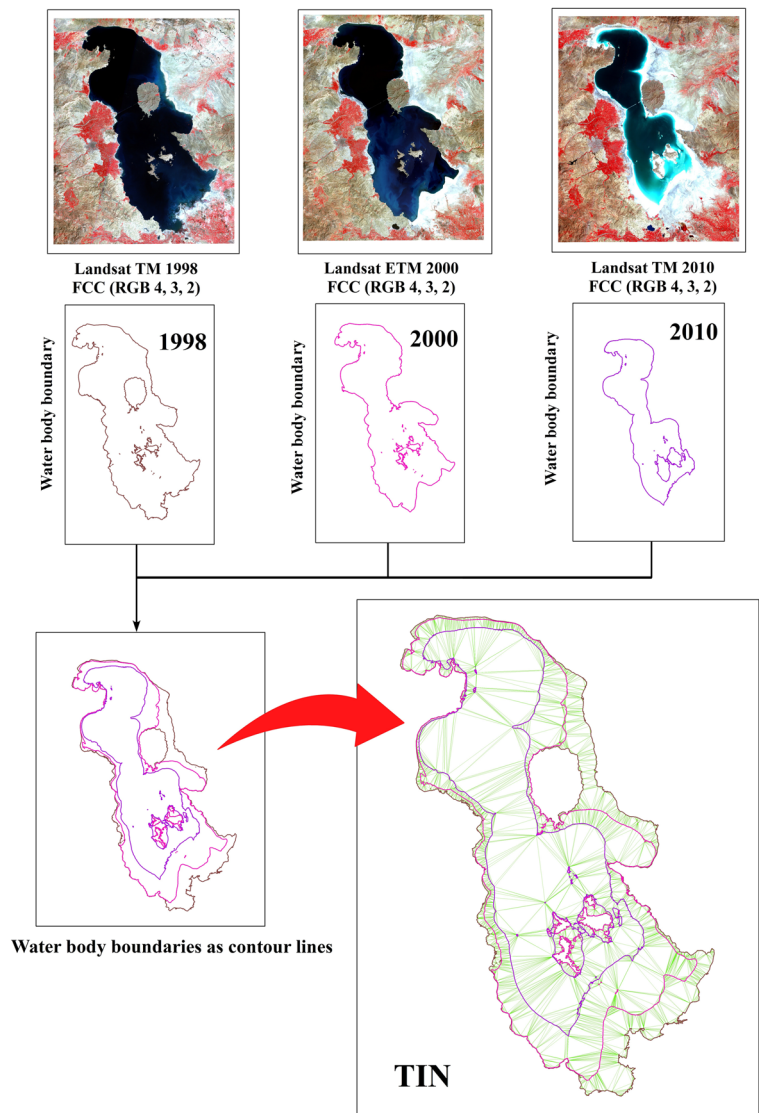 Landsat TM 1998
FCC (RGB 4, 3, 2)
Landsat ETM 2000
FCC (RGB 4, 3, 2)
Landsat TM 2010
FCC (RGB 4, 3, 2)
Water body boundary
1998
Water body boundary
2000
Water body boundary
2010
Water body boundaries as contour lines
TIN